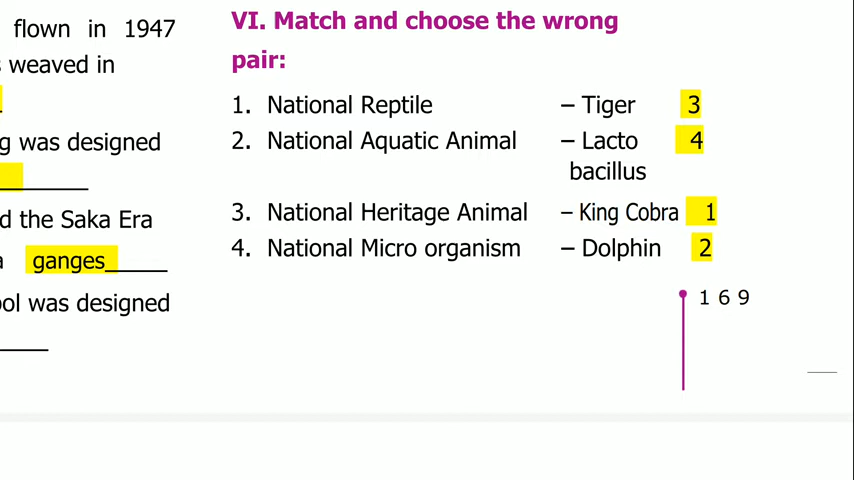 flown in 1947
weaved in
g was designed
d the Saka Era
a ganges_____
ol was designed
VI. Match and choose the wrong
pair:
1. National Reptile – Tiger 3
2. National Aquatic Animal – Lacto 4
bacillus
3. National Heritage Animal – King Cobra 1
4. National Micro organism – Dolphin 2
1 6 9